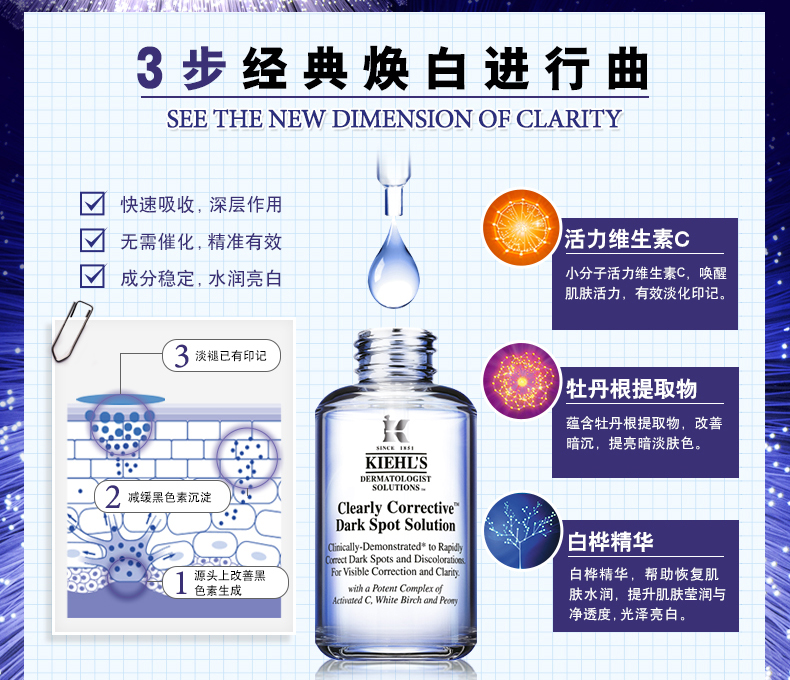 3步经典焕白进行曲
SEE THE NEW DIMENSION OF CLARITY
快速吸收, 深层作用
无需催化, 精准有效
成分稳定, 水润亮白
3 淡褪已有印记
2 减缓黑色素沉淀
1 源头上改善黑
色素生成
K
SINCE 1851
KIEHL'S
DERMATOLOGIST
SOLUTIONS™
Clearly Corrective™
Dark Spot Solution
Clinically-Demonstrated* to Rapidly
Correct Dark Spots and Discolorations.
For Visible Correction and Clarity.
with a Potent Complex of
Activated C, White Birch and Peony
活力维生素C
小分子活力维生素C，唤醒
肌肤活力，有效淡化印记。
牡丹根提取物
蕴含牡丹根提取物，改善
暗沉，提亮暗淡肤色。
白桦精华
白桦精华，帮助恢复肌
肤水润，提升肌肤莹润与
净透度，光泽亮白。